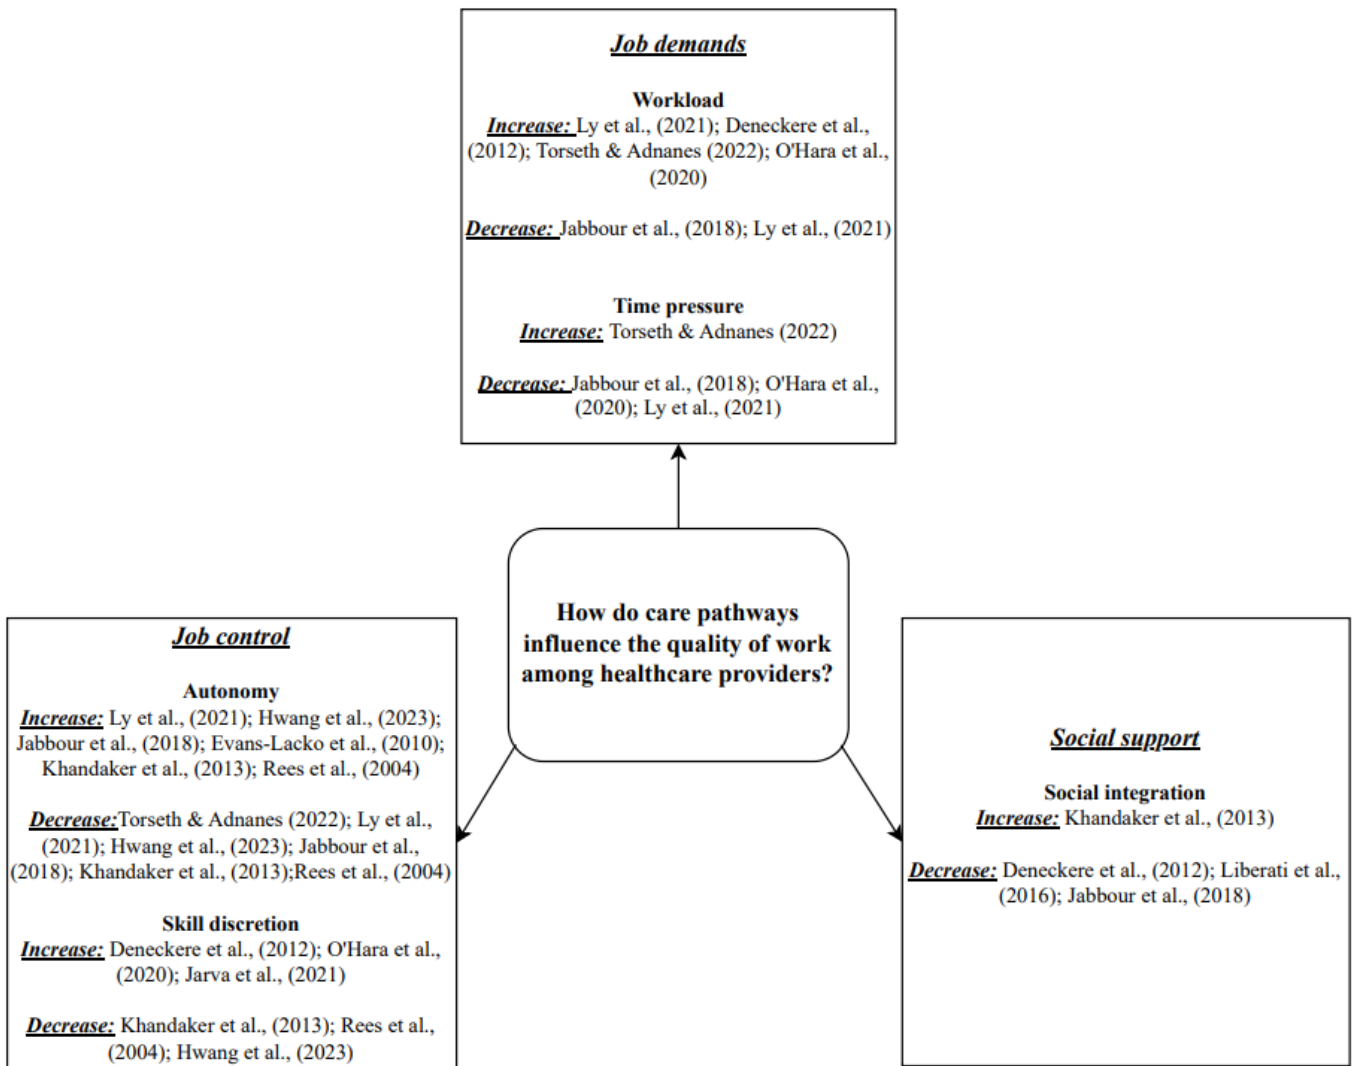 Job demands
Workload
Increase: Ly et al., (2021); Deneckere et al.,
(2012); Torseth & Adnanes (2022); O'Hara et al.,
(2020)
Decrease: Jabbour et al., (2018); Ly et al., (2021)
Time pressure
Increase: Torseth & Adnanes (2022)
Decrease: Jabbour et al., (2018); O'Hara et al.,
(2020); Ly et al., (2021)
How do care pathways
influence the quality of work
among healthcare providers?
Job control
Autonomy
Increase: Ly et al., (2021); Hwang et al., (2023);
Jabbour et al., (2018); Evans-Lacko et al., (2010);
Khandaker et al., (2013); Rees et al., (2004)
Decrease:Torseth & Adnanes (2022); Ly et al.,
(2021); Hwang et al., (2023); Jabbour et al.,
(2018); Khandaker et al., (2013);Rees et al., (2004)
Skill discretion
Increase: Deneckere et al., (2012); O'Hara et al.,
(2020); Jarva et al., (2021)
Decrease: Khandaker et al., (2013); Rees et al.,
(2004); Hwang et al., (2023)
Social support
Social integration
Increase: Khandaker et al., (2013)
Decrease: Deneckere et al., (2012); Liberati et al.,
(2016); Jabbour et al., (2018)